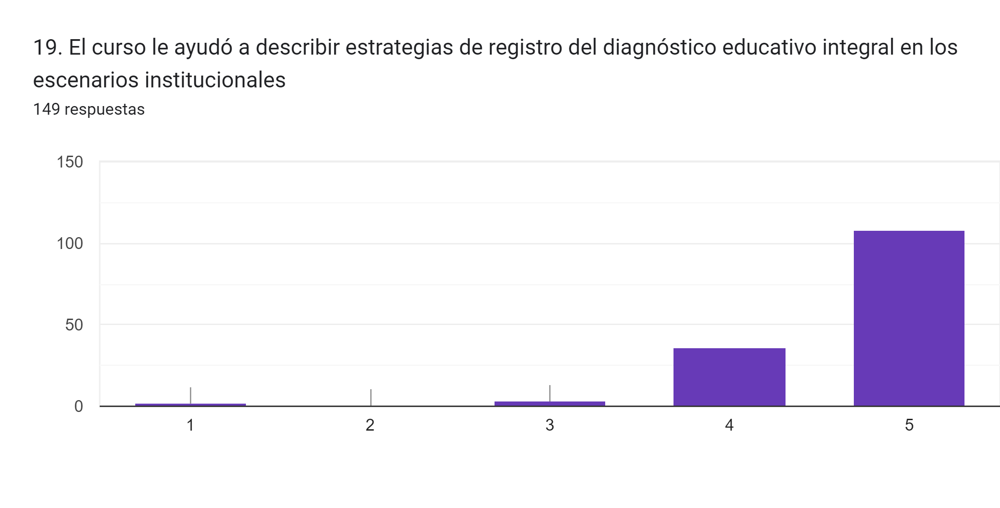 19. El curso le ayudó a describir estrategias de registro del diagnóstico educativo integral en los
escenarios institucionales
149 respuestas
150
100
50
0
1 2 3 4 5